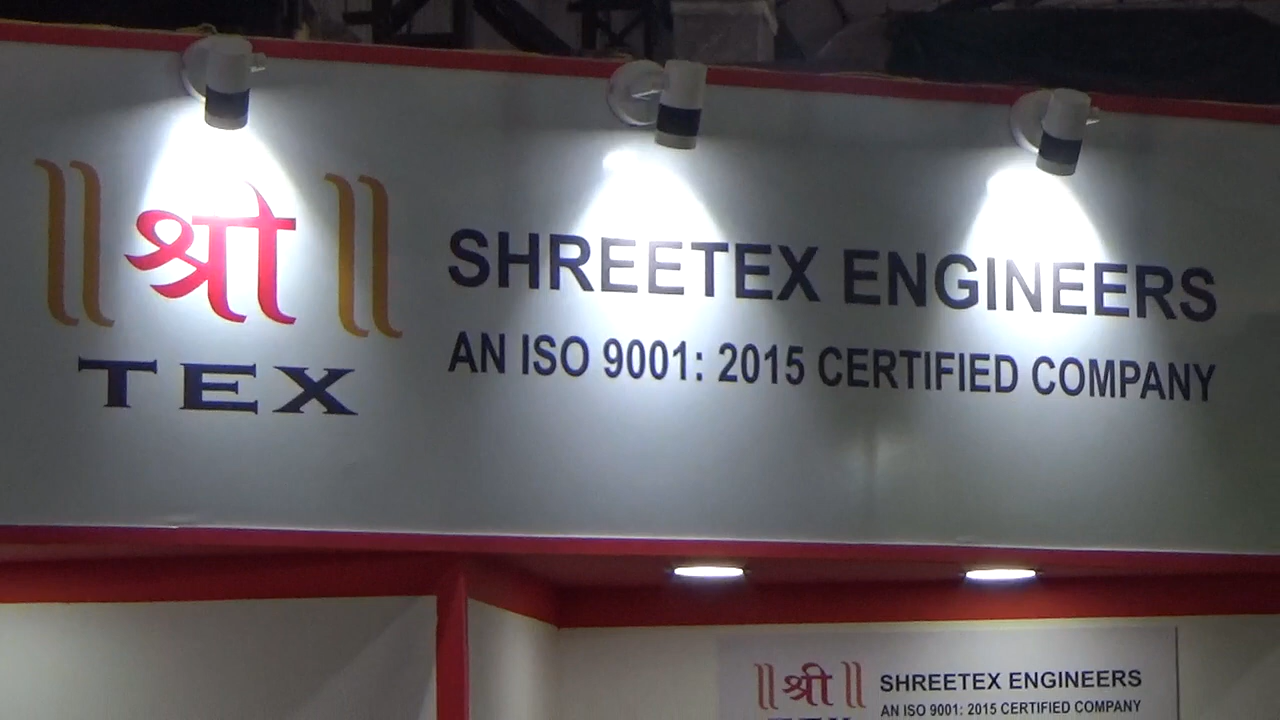 ॥श्री॥
TEX
SHREETEX ENGINEERS
AN ISO 9001: 2015 CERTIFIED COMPANY
॥श्री॥
SHREETEX ENGINEERS
AN ISO 9001: 2015 CERTIFIED COMPANY